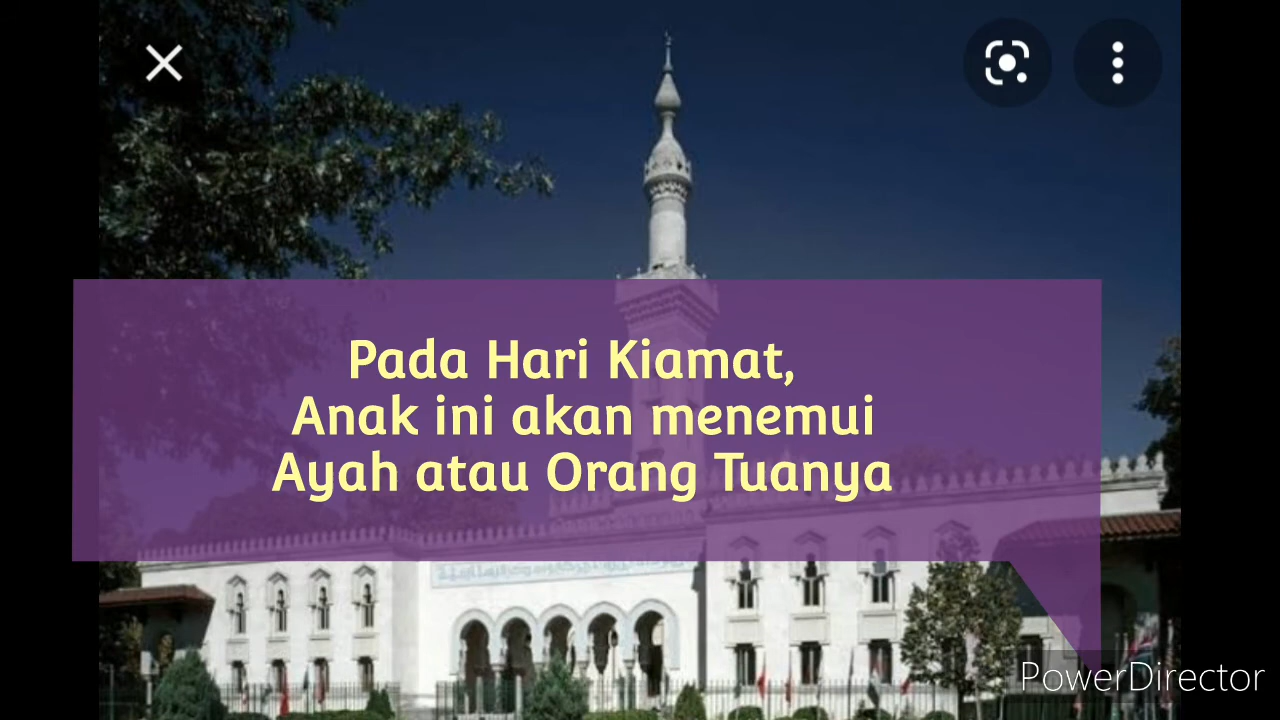 Pada Hari Kiamat,
Anak ini akan menemui
Ayah atau Orang Tuanya
PowerDirector